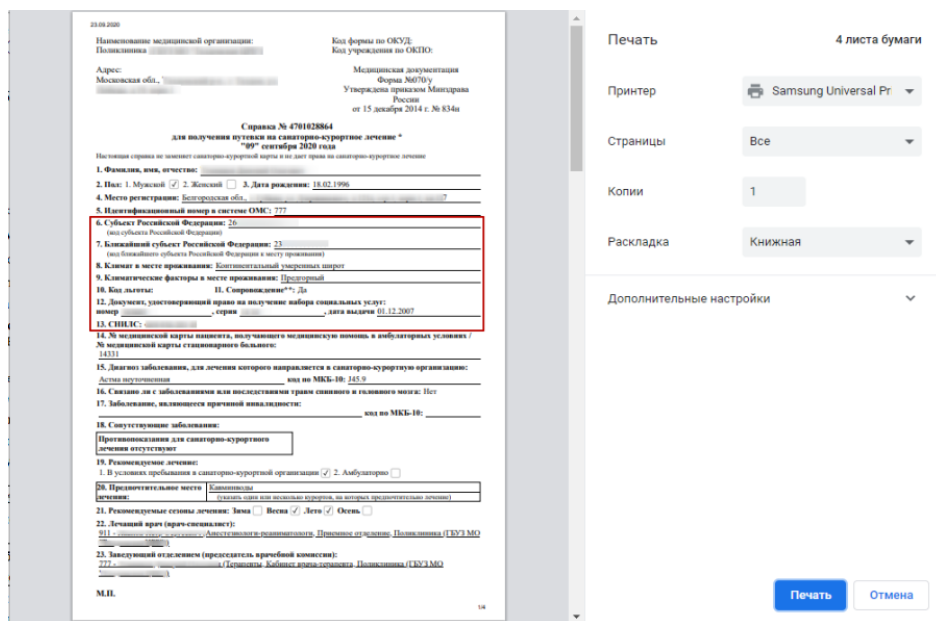 23.09.2020
Наименование медицинской организации:
Поликлиника
Код формы по ОКУД:
Код учреждения по ОКПО:
Адрес:
Московская обл.,
Медицинская документация
Форма №070/у
Утверждена приказом Минздрава
России
от 15 декабря 2014 г. № 834н
Справка № 4701028864
для получения путевки на санаторно-курортное лечение *
"09" сентября 2020 года
Настоящая справка не заменяет санаторно-курортной карты и не дает права на санаторно-курортное лечение
1. Фамилия, имя, отчество:
2. Пол: 1. Мужской ✓ 2. Женский 3. Дата рождения: 18.02.1996
4. Место регистрации: Белгородская обл.,
5. Идентификационный номер в системе ОМС: 777
6. Субъект Российской Федерации: 26
(код субъекта Российской Федерации)
7. Ближайший субъект Российской Федерации: 23
(код ближайшего субъекта Российской Федерации к месту проживания)
8. Климат в месте проживания: Континентальный умеренных широт
9. Климатические факторы в месте проживания: Предгорный
10. Код льготы: 11. Сопровождение**: Да
12. Документ, удостоверяющий право на получение набора социальных услуг:
номер , серия , дата выдачи 01.12.2007
13. СНИЛС:
14. № медицинской карты пациента, получающего медицинскую помощь в амбулаторных условиях /
№ медицинской карты стационарного больного:
14331
15. Диагноз заболевания, для лечения которого направляется в санаторно-курортную организацию:
Астма неуточненная код по МКБ-10: J45.9
16. Связано ли с заболеваниями или последствиями травм спинного и головного мозга: Нет
17. Заболевание, являющееся причиной инвалидности:
код по МКБ-10:
18. Сопутствующие заболевания:
Противопоказания для санаторно-курортного
лечения отсутствуют
19. Рекомендуемое лечение:
1. В условиях пребывания в санаторно-курортной организации ✓ 2. Амбулаторно
20. Предпочтительное место лечения: Кавминводы
(указать один или несколько курортов, на которых предпочтительно лечение)
21. Рекомендуемые сезоны лечения: Зима Весна ✓ Лето ✓ Осень
22. Лечащий врач (врач-специалист):
911 - (Анестезиологи-реаниматологи, Приемное отделение, Поликлиника (ГБУЗ МО
23. Заведующий отделением (председатель врачебной комиссии):
777 - (Терапевты, Кабинет врача-терапевта, Поликлиника (ГБУЗ МО
М.П.
1/4
Печать
4 листа бумаги
Принтер
Samsung Universal Pr
Страницы
Все
Копии
1
Раскладка
Книжная
Дополнительные настройки
Печать
Отмена